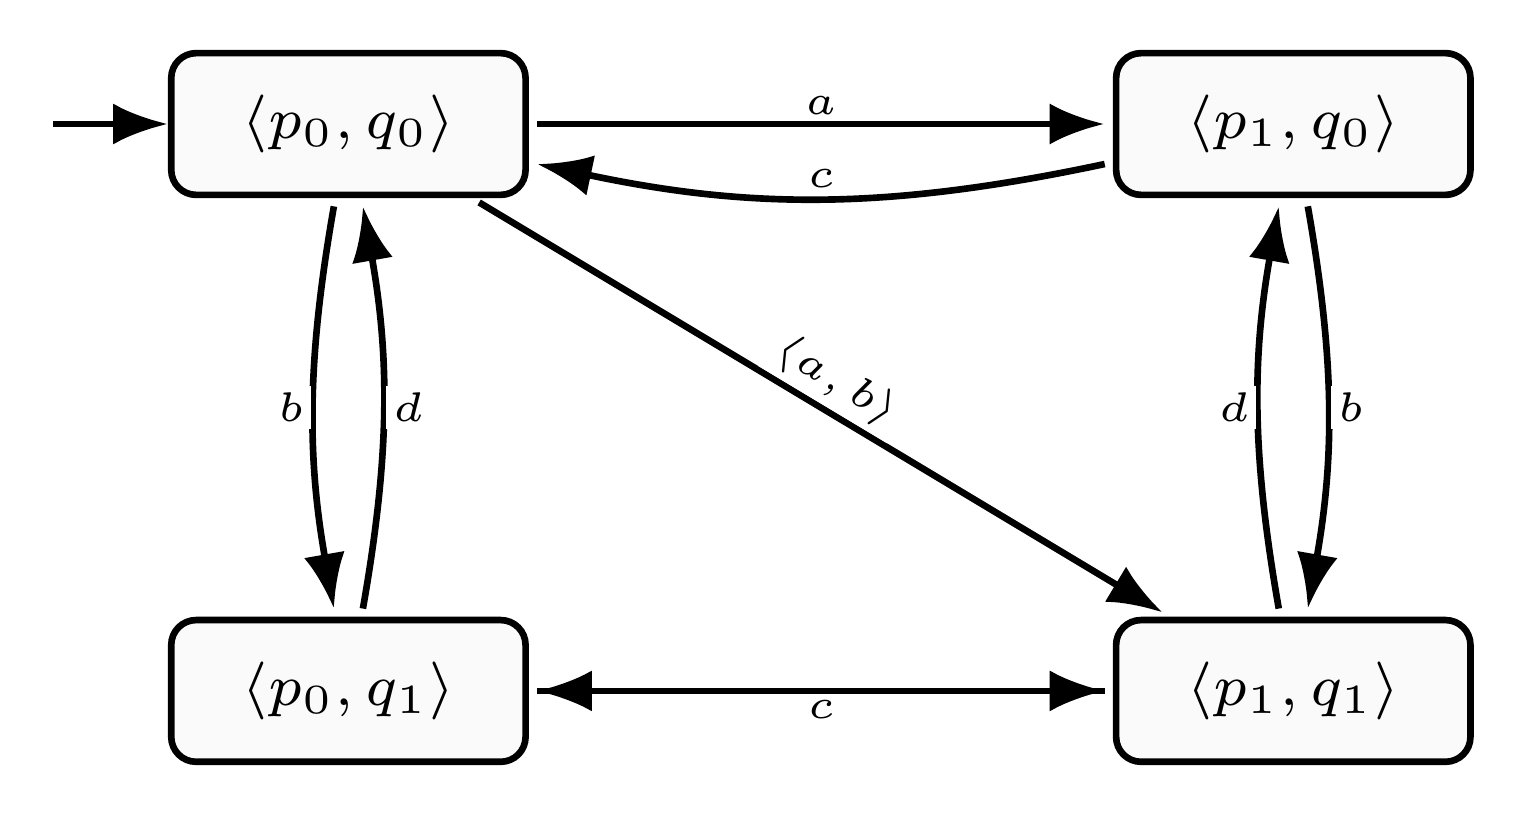 ⟨p₀, q₀⟩
a
⟨p₁, q₀⟩
c
⟨a, b⟩
b
d
d
b
⟨p₀, q₁⟩
c
⟨p₁, q₁⟩